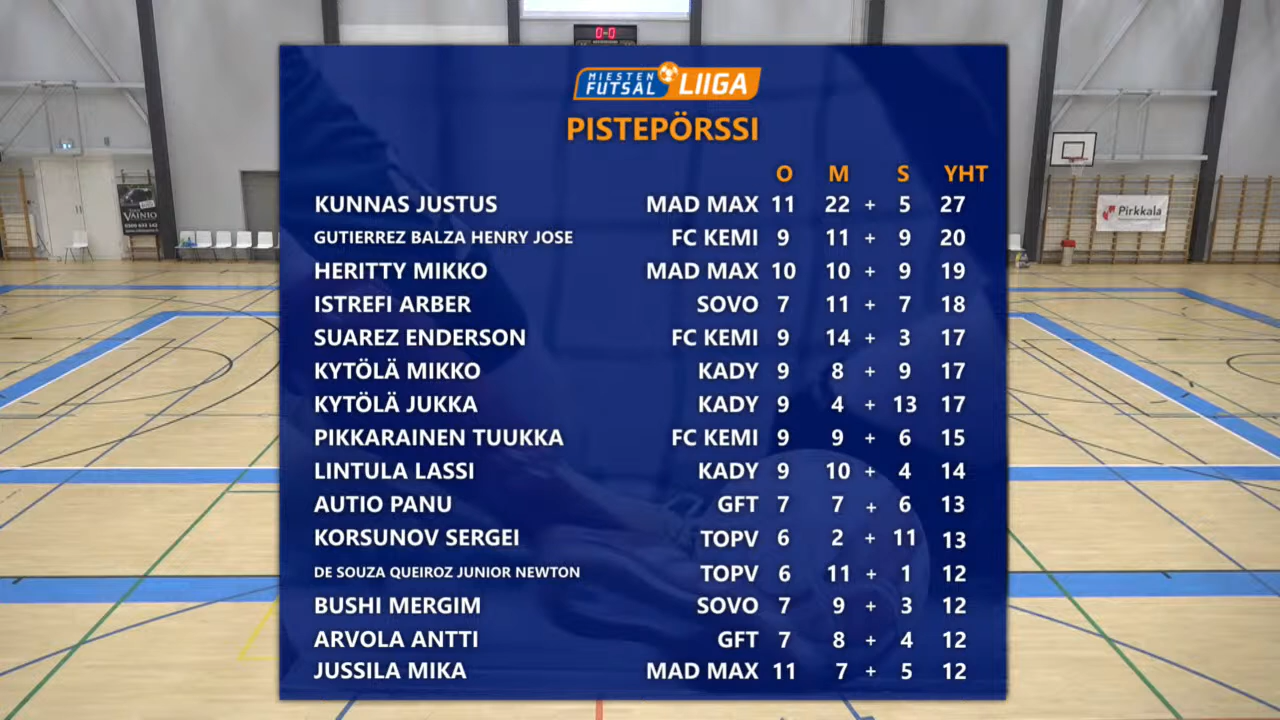 0-0
MIESTEN
FUTSAL LIIGA
PISTEPÖRSSI
O M S YHT
KUNNAS JUSTUS MAD MAX 11 22 + 5 27
GUTIERREZ BALZA HENRY JOSE FC KEMI 9 11 + 9 20
HERITTY MIKKO MAD MAX 10 10 + 9 19
ISTREFI ARBER SOVO 7 11 + 7 18
SUAREZ ENDERSON FC KEMI 9 14 + 3 17
KYTÖLÄ MIKKO KADY 9 8 + 9 17
KYTÖLÄ JUKKA KADY 9 4 + 13 17
PIKKARAINEN TUUKKA FC KEMI 9 9 + 6 15
LINTULA LASSI KADY 9 10 + 4 14
AUTIO PANU GFT 7 7 + 6 13
KORSUNOV SERGEI TOPV 6 2 + 11 13
DE SOUZA QUEIROZ JUNIOR NEWTON TOPV 6 11 + 1 12
BUSHI MERGIM SOVO 7 9 + 3 12
ARVOLA ANTTI GFT 7 8 + 4 12
JUSSILA MIKA MAD MAX 11 7 + 5 12
VAINIO
Pirkkala